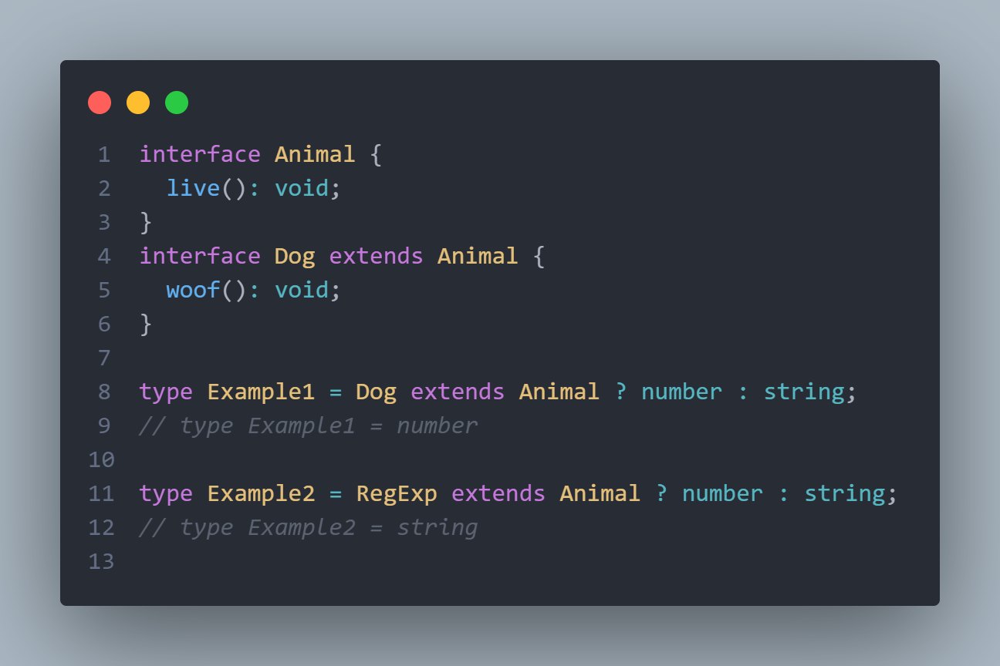 1 interface Animal {
2   live(): void;
3 }
4 interface Dog extends Animal {
5   woof(): void;
6 }
7
8 type Example1 = Dog extends Animal ? number : string;
9 // type Example1 = number
10
11 type Example2 = RegExp extends Animal ? number : string;
12 // type Example2 = string
13